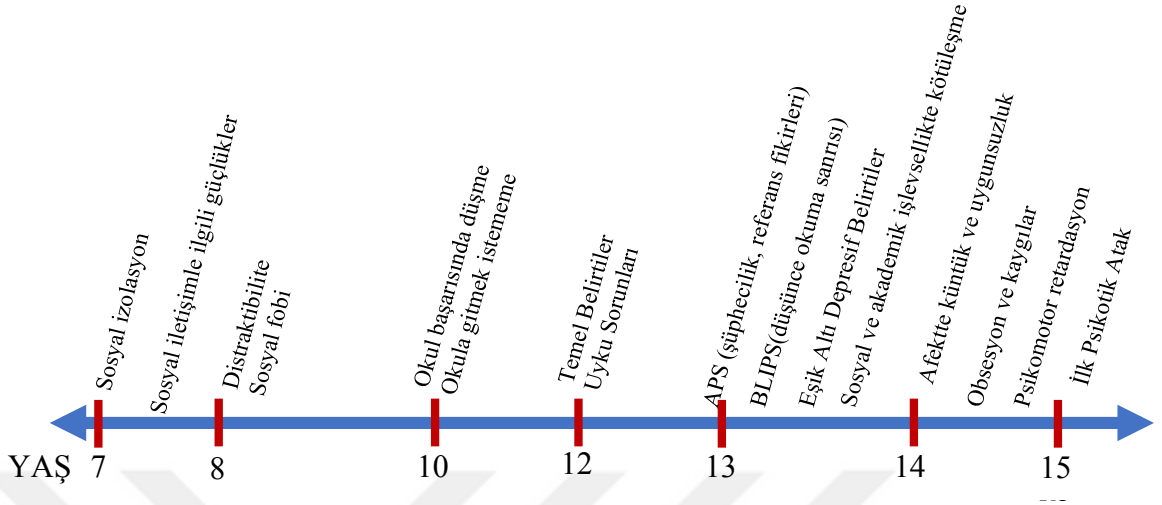 Sosyal izolasyon
Sosyal iletişimle ilgili güçlükler
Distraktibilite
Sosyal fobi
Okul başarısında düşme
Okula gitmek istememe
Temel Belirtiler
Uyku Sorunları
APS (şüphecilik, referans fikirleri)
BLIPS(düşünce okuma sanrısı)
Eşik Altı Depresif Belirtiler
Sosyal ve akademik işlevsellikte kötüleşme
Afektte küntük ve uygunsuzluk
Obsesyon ve kaygılar
Psikomotor retardasyon
İlk Psikotik Atak
YAŞ 7 8 10 12 13 14 15